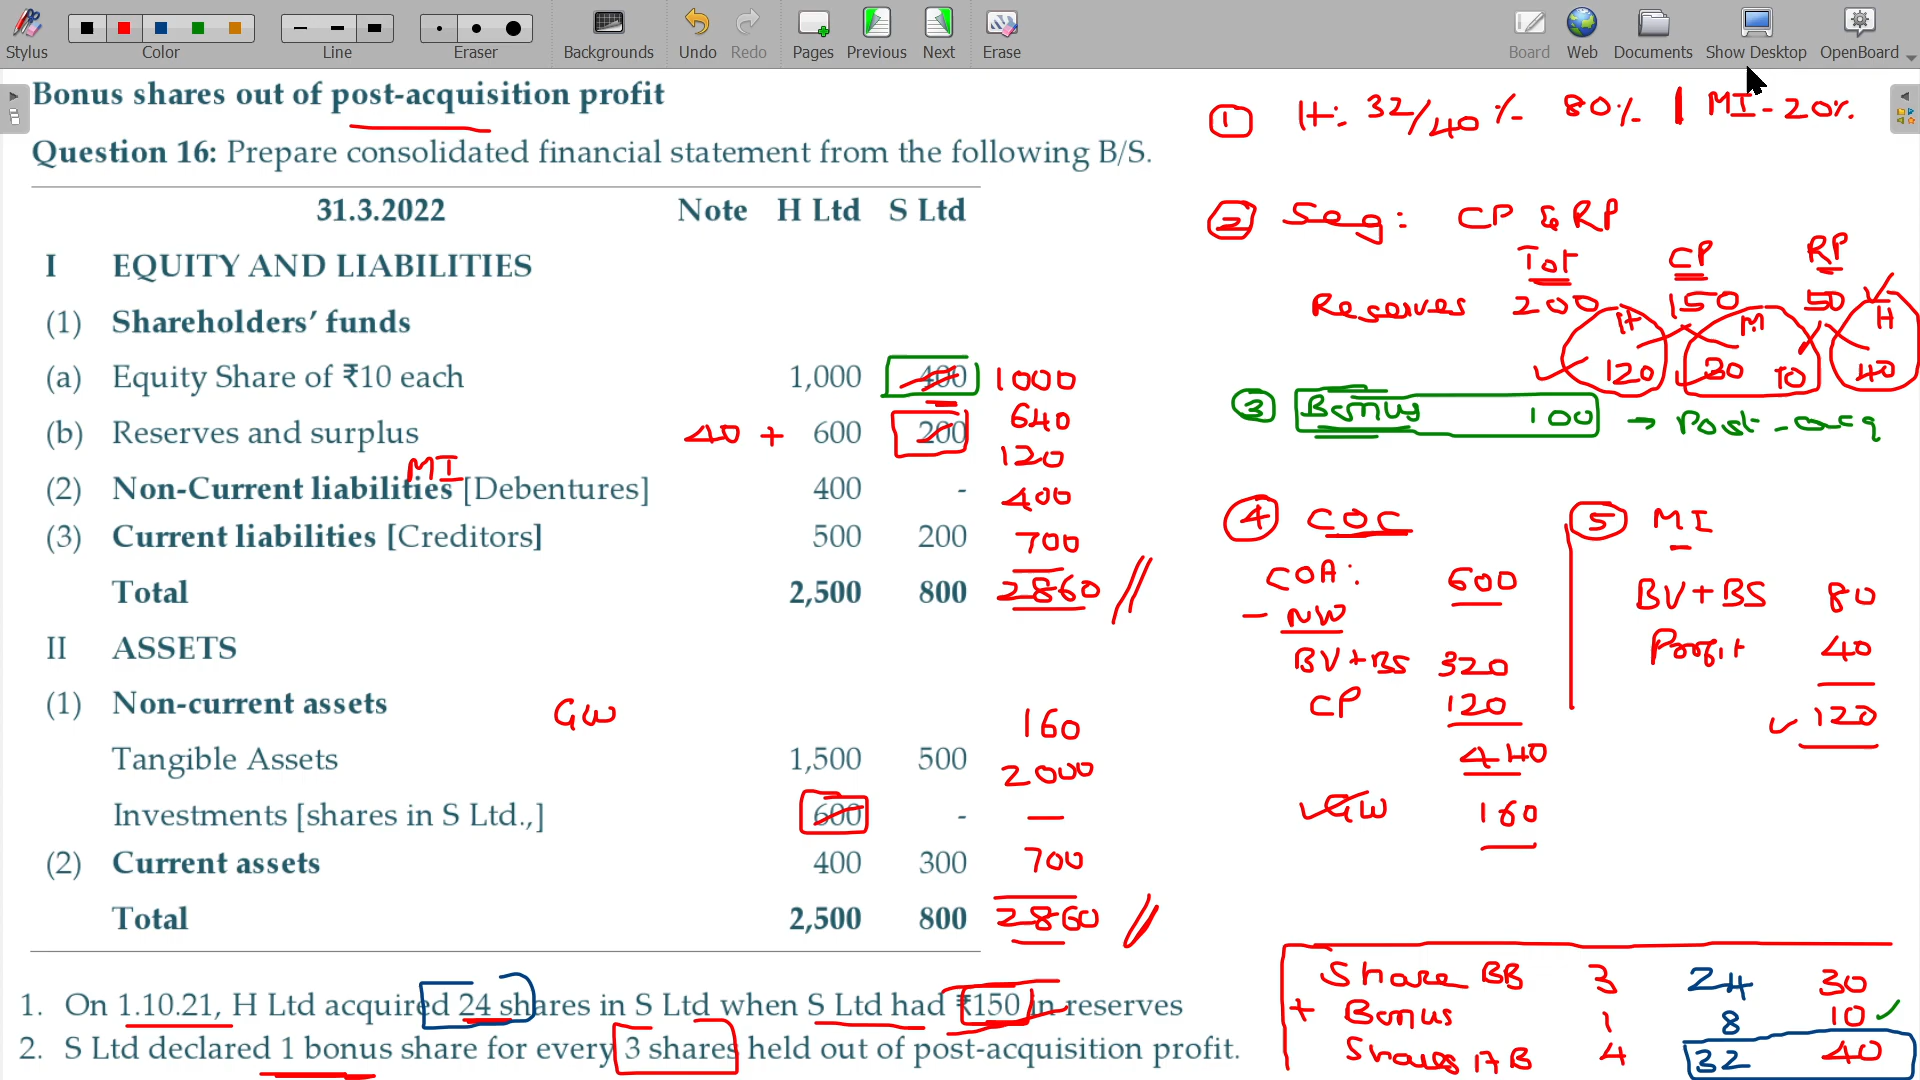 Stylus Color Line Eraser Backgrounds Undo Redo Pages Previous Next Erase Board Web Documents Show Desktop OpenBoard
Bonus shares out of post-acquisition profit
Question 16: Prepare consolidated financial statement from the following B/S.
31.3.2022 Note H Ltd S Ltd
I EQUITY AND LIABILITIES
(1) Shareholders’ funds
(a) Equity Share of ₹10 each 1,000 400 1000
(b) Reserves and surplus 40 + 600 200 640
MI 120
(2) Non-Current liabilities [Debentures] 400 - 400
(3) Current liabilities [Creditors] 500 200 700
Total 2,500 800 2860
II ASSETS
(1) Non-current assets GW 160
Tangible Assets 1,500 500 2000
Investments [shares in S Ltd.,] 600 - —
(2) Current assets 400 300 700
Total 2,500 800 2860
1. On 1.10.21, H Ltd acquired 24 shares in S Ltd when S Ltd had ₹150 in reserves
2. S Ltd declared 1 bonus share for every 3 shares held out of post-acquisition profit.
1 H: 32/40 % 80% | MI - 20%
2 Seg: CP & RP
Tot CP RP
Reserves 200 150 50
H M H
120 30 10 40
3 Bonus 100 → Post-acq
4 COC
COA: 600
- NW
BV+BS 320
CP 120
440
GW 160
5 MI
BV+BS 80
Profit 40
120
Share BB 3 24 30
+ Bonus 1 8 10
Shares 17 B 4 32 40